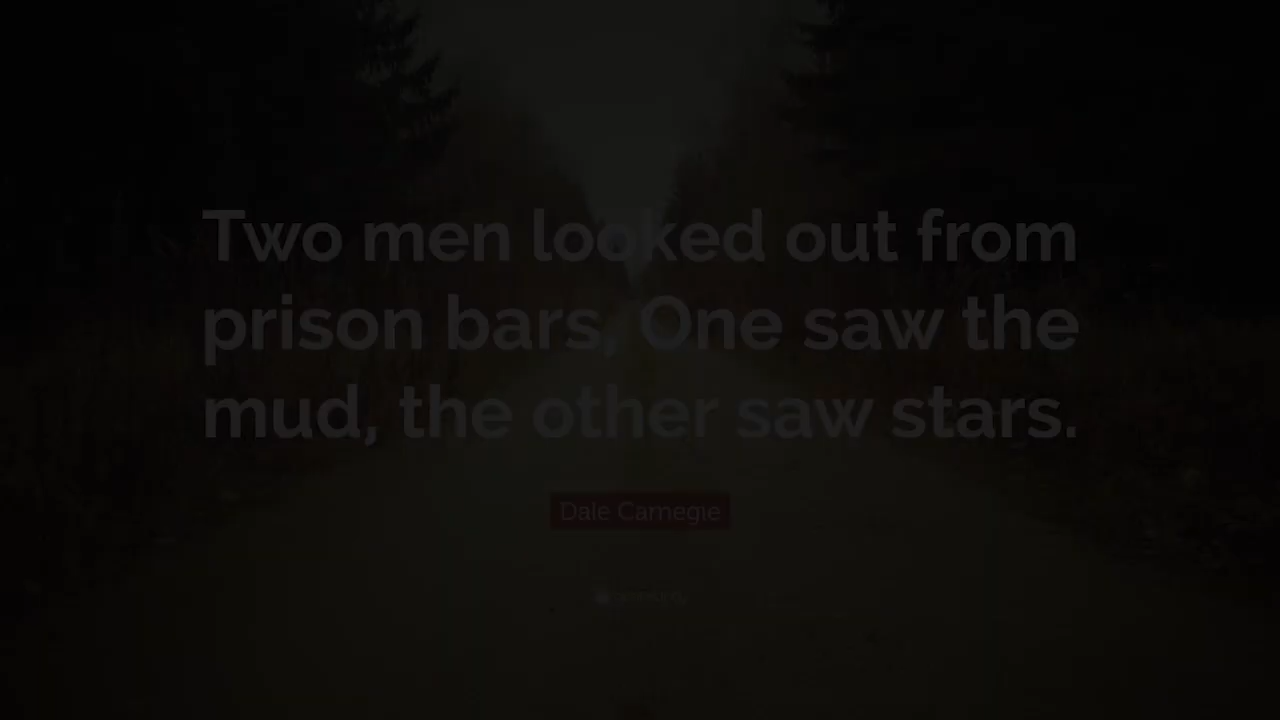 Two men looked out from
prison bars, One saw the
mud, the other saw stars.
Dale Carnegie